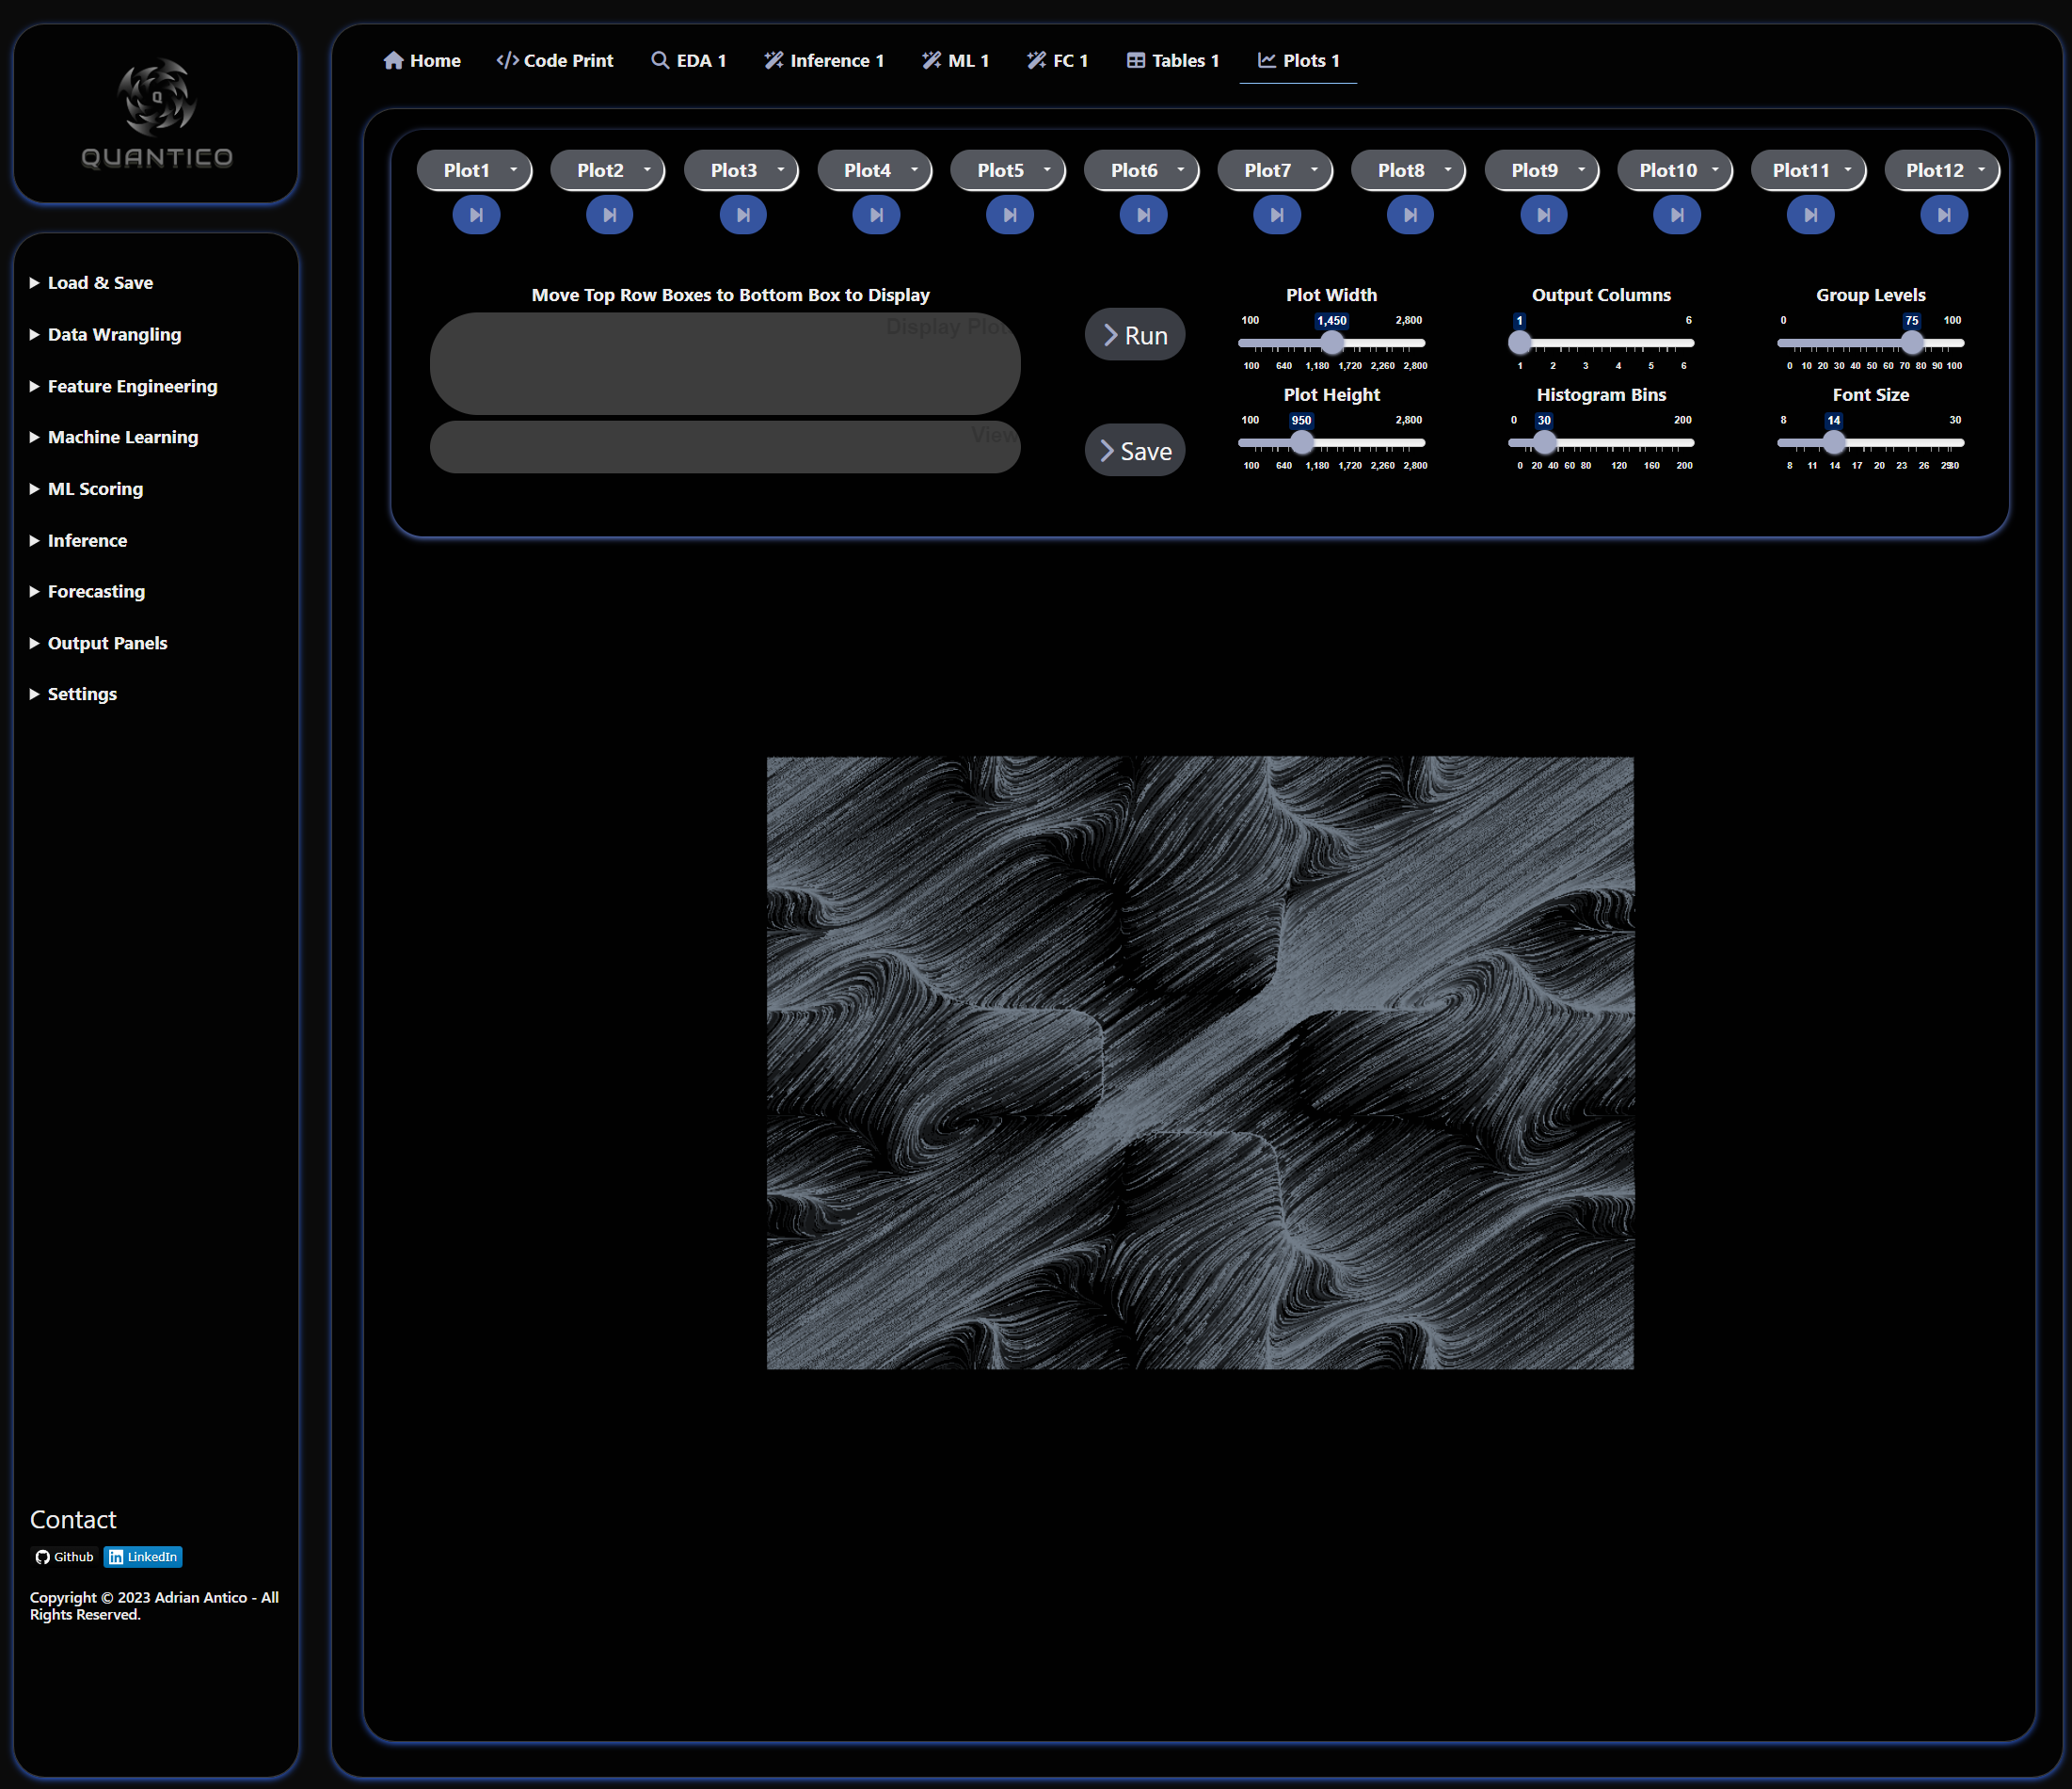 Q
QUANTICO
Home
Code Print
EDA 1
Inference 1
ML 1
FC 1
Tables 1
Plots 1
Load & Save
Data Wrangling
Feature Engineering
Machine Learning
ML Scoring
Inference
Forecasting
Output Panels
Settings
Plot1
Plot2
Plot3
Plot4
Plot5
Plot6
Plot7
Plot8
Plot9
Plot10
Plot11
Plot12
Move Top Row Boxes to Bottom Box to Display
Display Plot
View
Run
Save
Plot Width
100 1,450 2,800
100 640 1,180 1,720 2,260 2,800
Plot Height
100 950 2,800
100 640 1,180 1,720 2,260 2,800
Output Columns
1 6
1 2 3 4 5 6
Histogram Bins
0 30 200
0 20 40 60 80 120 160 200
Group Levels
0 75 100
0 10 20 30 40 50 60 70 80 90 100
Font Size
8 14 30
8 11 14 17 20 23 26 29 30
Contact
Github
LinkedIn
Copyright © 2023 Adrian Antico - All
Rights Reserved.